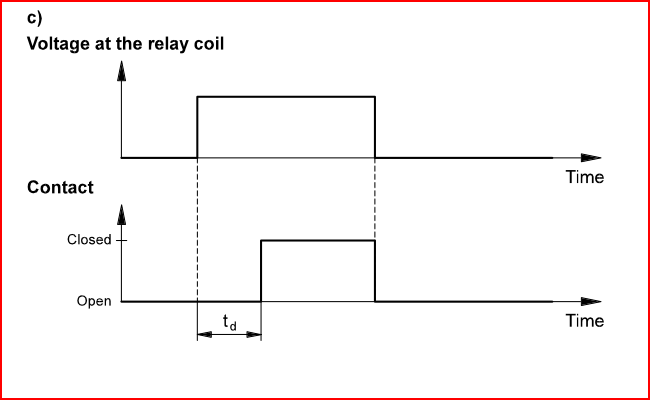 c)
Voltage at the relay coil
Time
Contact
Closed
Open
Time
td